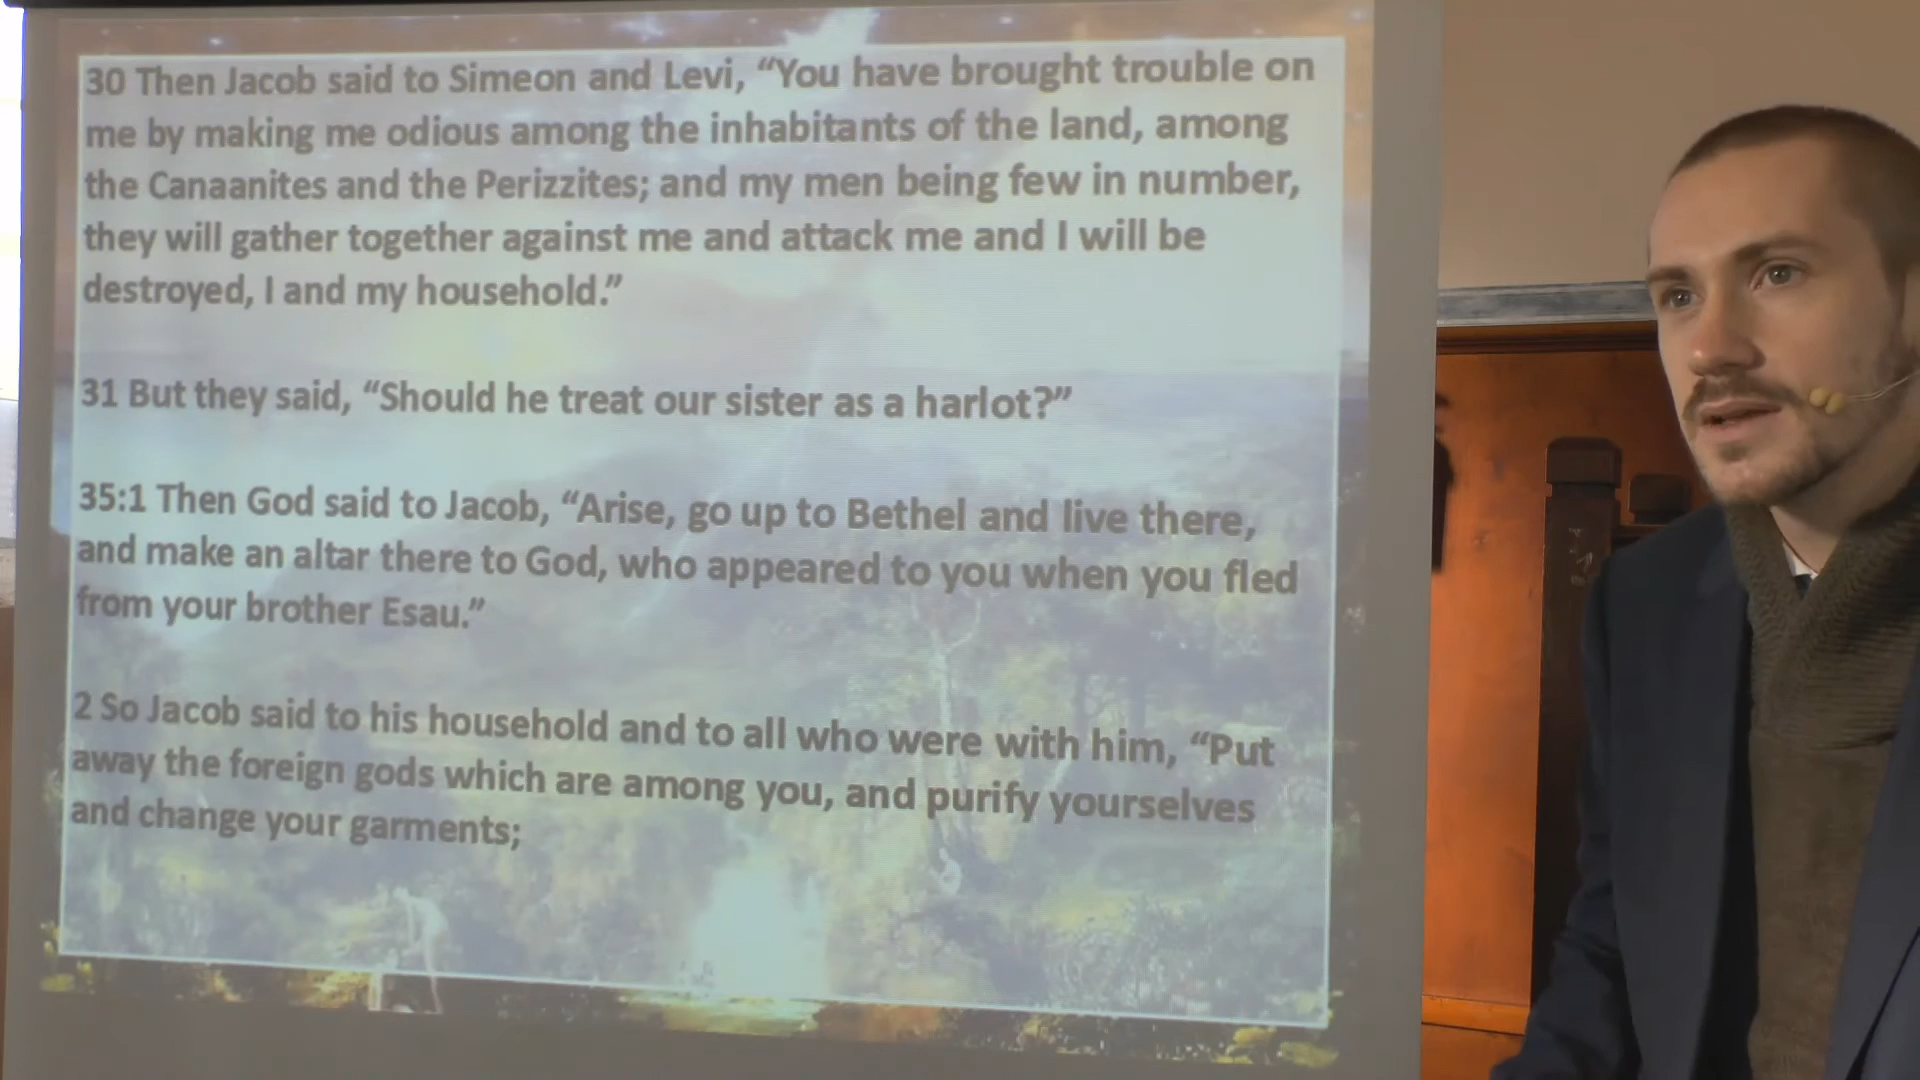 30 Then Jacob said to Simeon and Levi, “You have brought trouble on
me by making me odious among the inhabitants of the land, among
the Canaanites and the Perizzites; and my men being few in number,
they will gather together against me and attack me and I will be
destroyed, I and my household.”
31 But they said, “Should he treat our sister as a harlot?”
35:1 Then God said to Jacob, “Arise, go up to Bethel and live there,
and make an altar there to God, who appeared to you when you fled
from your brother Esau.”
2 So Jacob said to his household and to all who were with him, “Put
away the foreign gods which are among you, and purify yourselves
and change your garments;